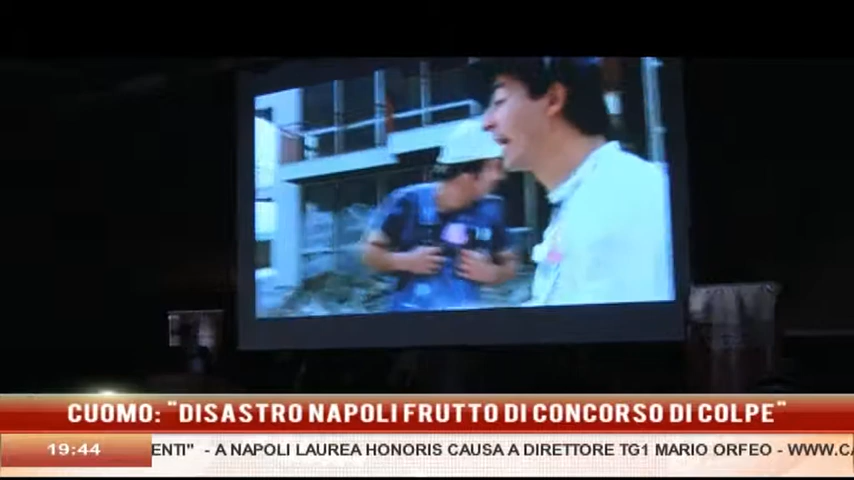 CUOMO: "DISASTRO NAPOLI FRUTTO DI CONCORSO DI COLPE"
19:44
ENTI" - A NAPOLI LAUREA HONORIS CAUSA A DIRETTORE TG1 MARIO ORFEO - WWW.CA